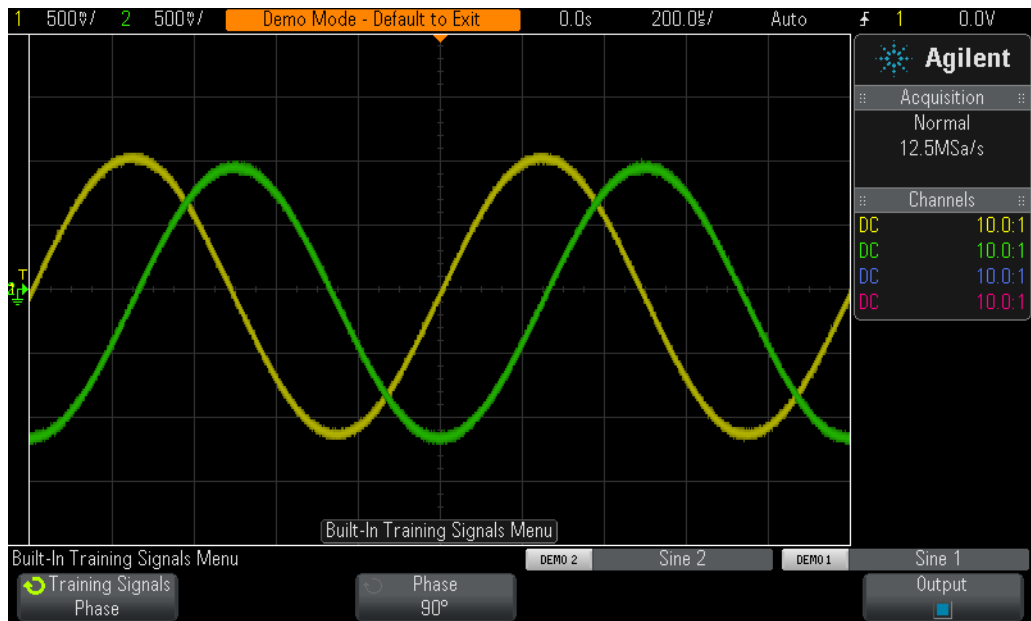 1 500mV/ 2 500mV/ Demo Mode - Default to Exit 0.0s 200.0µs/ Auto 1 0.0V
Agilent
Acquisition
Normal
12.5MSa/s
Channels
DC 10.0:1
DC 10.0:1
DC 10.0:1
DC 10.0:1
T
Built-In Training Signals Menu
Built-In Training Signals Menu DEMO 2 Sine 2 DEMO 1 Sine 1
Training Signals Phase Output
Phase 90°